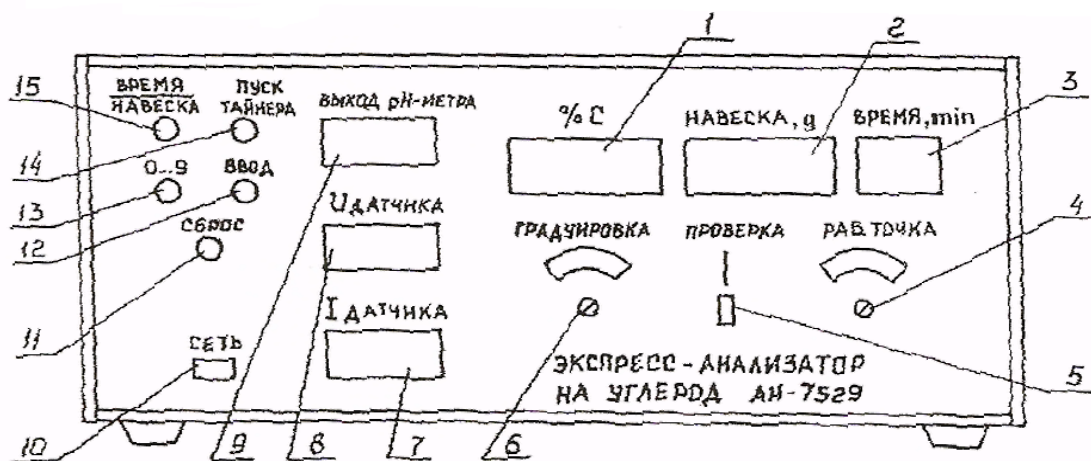 1
2
3
15
ВРЕМЯ
НАВЕСКА
ПУСК
ТАЙМЕРА
ВЫХОД pH-МЕТРА
%С
НАВЕСКА, g
ВРЕМЯ, min
14
0...9
ВВОД
13
U ДАТЧИКА
12
СБРОС
ГРАДУИРОВКА
ПРОВЕРКА
РАБ. ТОЧКА
4
11
I ДАТЧИКА
СЕТЬ
ЭКСПРЕСС-АНАЛИЗАТОР
НА УГЛЕРОД АН-7529
5
10
9
8
7
6